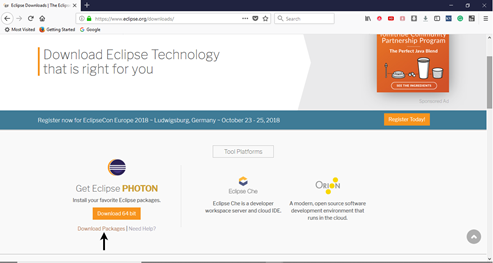 Eclipse Downloads | The Eclip
https://www.eclipse.org/downloads/
Search
Most Visited
Getting Started
Google
Download Eclipse Technology
that is right for you
Community
Partnership Program
The Perfect Java Blend
SEE THE INGREDIENTS
Sponsored Ad
Register now for EclipseCon Europe 2018 ~ Ludwigsburg, Germany ~ October 23 - 25, 2018
Register Today!
Tool Platforms
Get Eclipse PHOTON
Install your favorite Eclipse packages.
Download 64 bit
Download Packages | Need Help?
Eclipse Che
Eclipse Che is a developer
workspace server and cloud IDE.
ORION
A modern, open source software
development environment that
runs in the cloud.